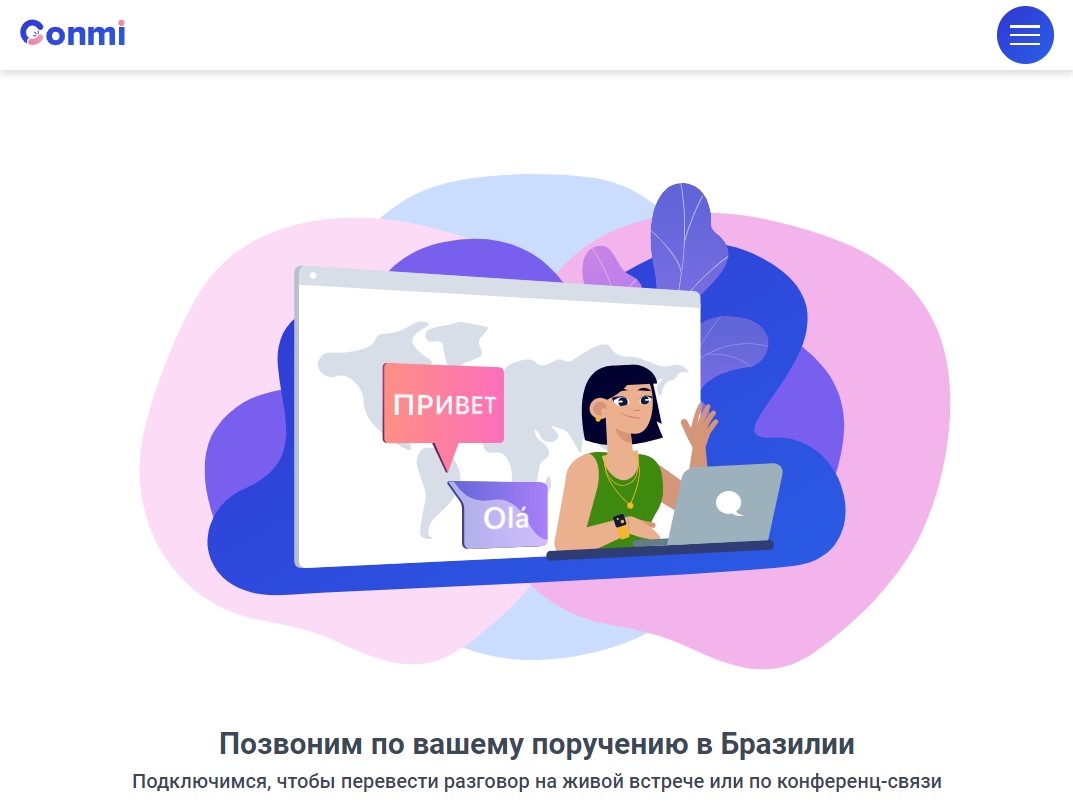 Conmi
ПРИВЕТ
Olá
Позвоним по вашему поручению в Бразилии
Подключимся, чтобы перевести разговор на живой встрече или по конференц-связи